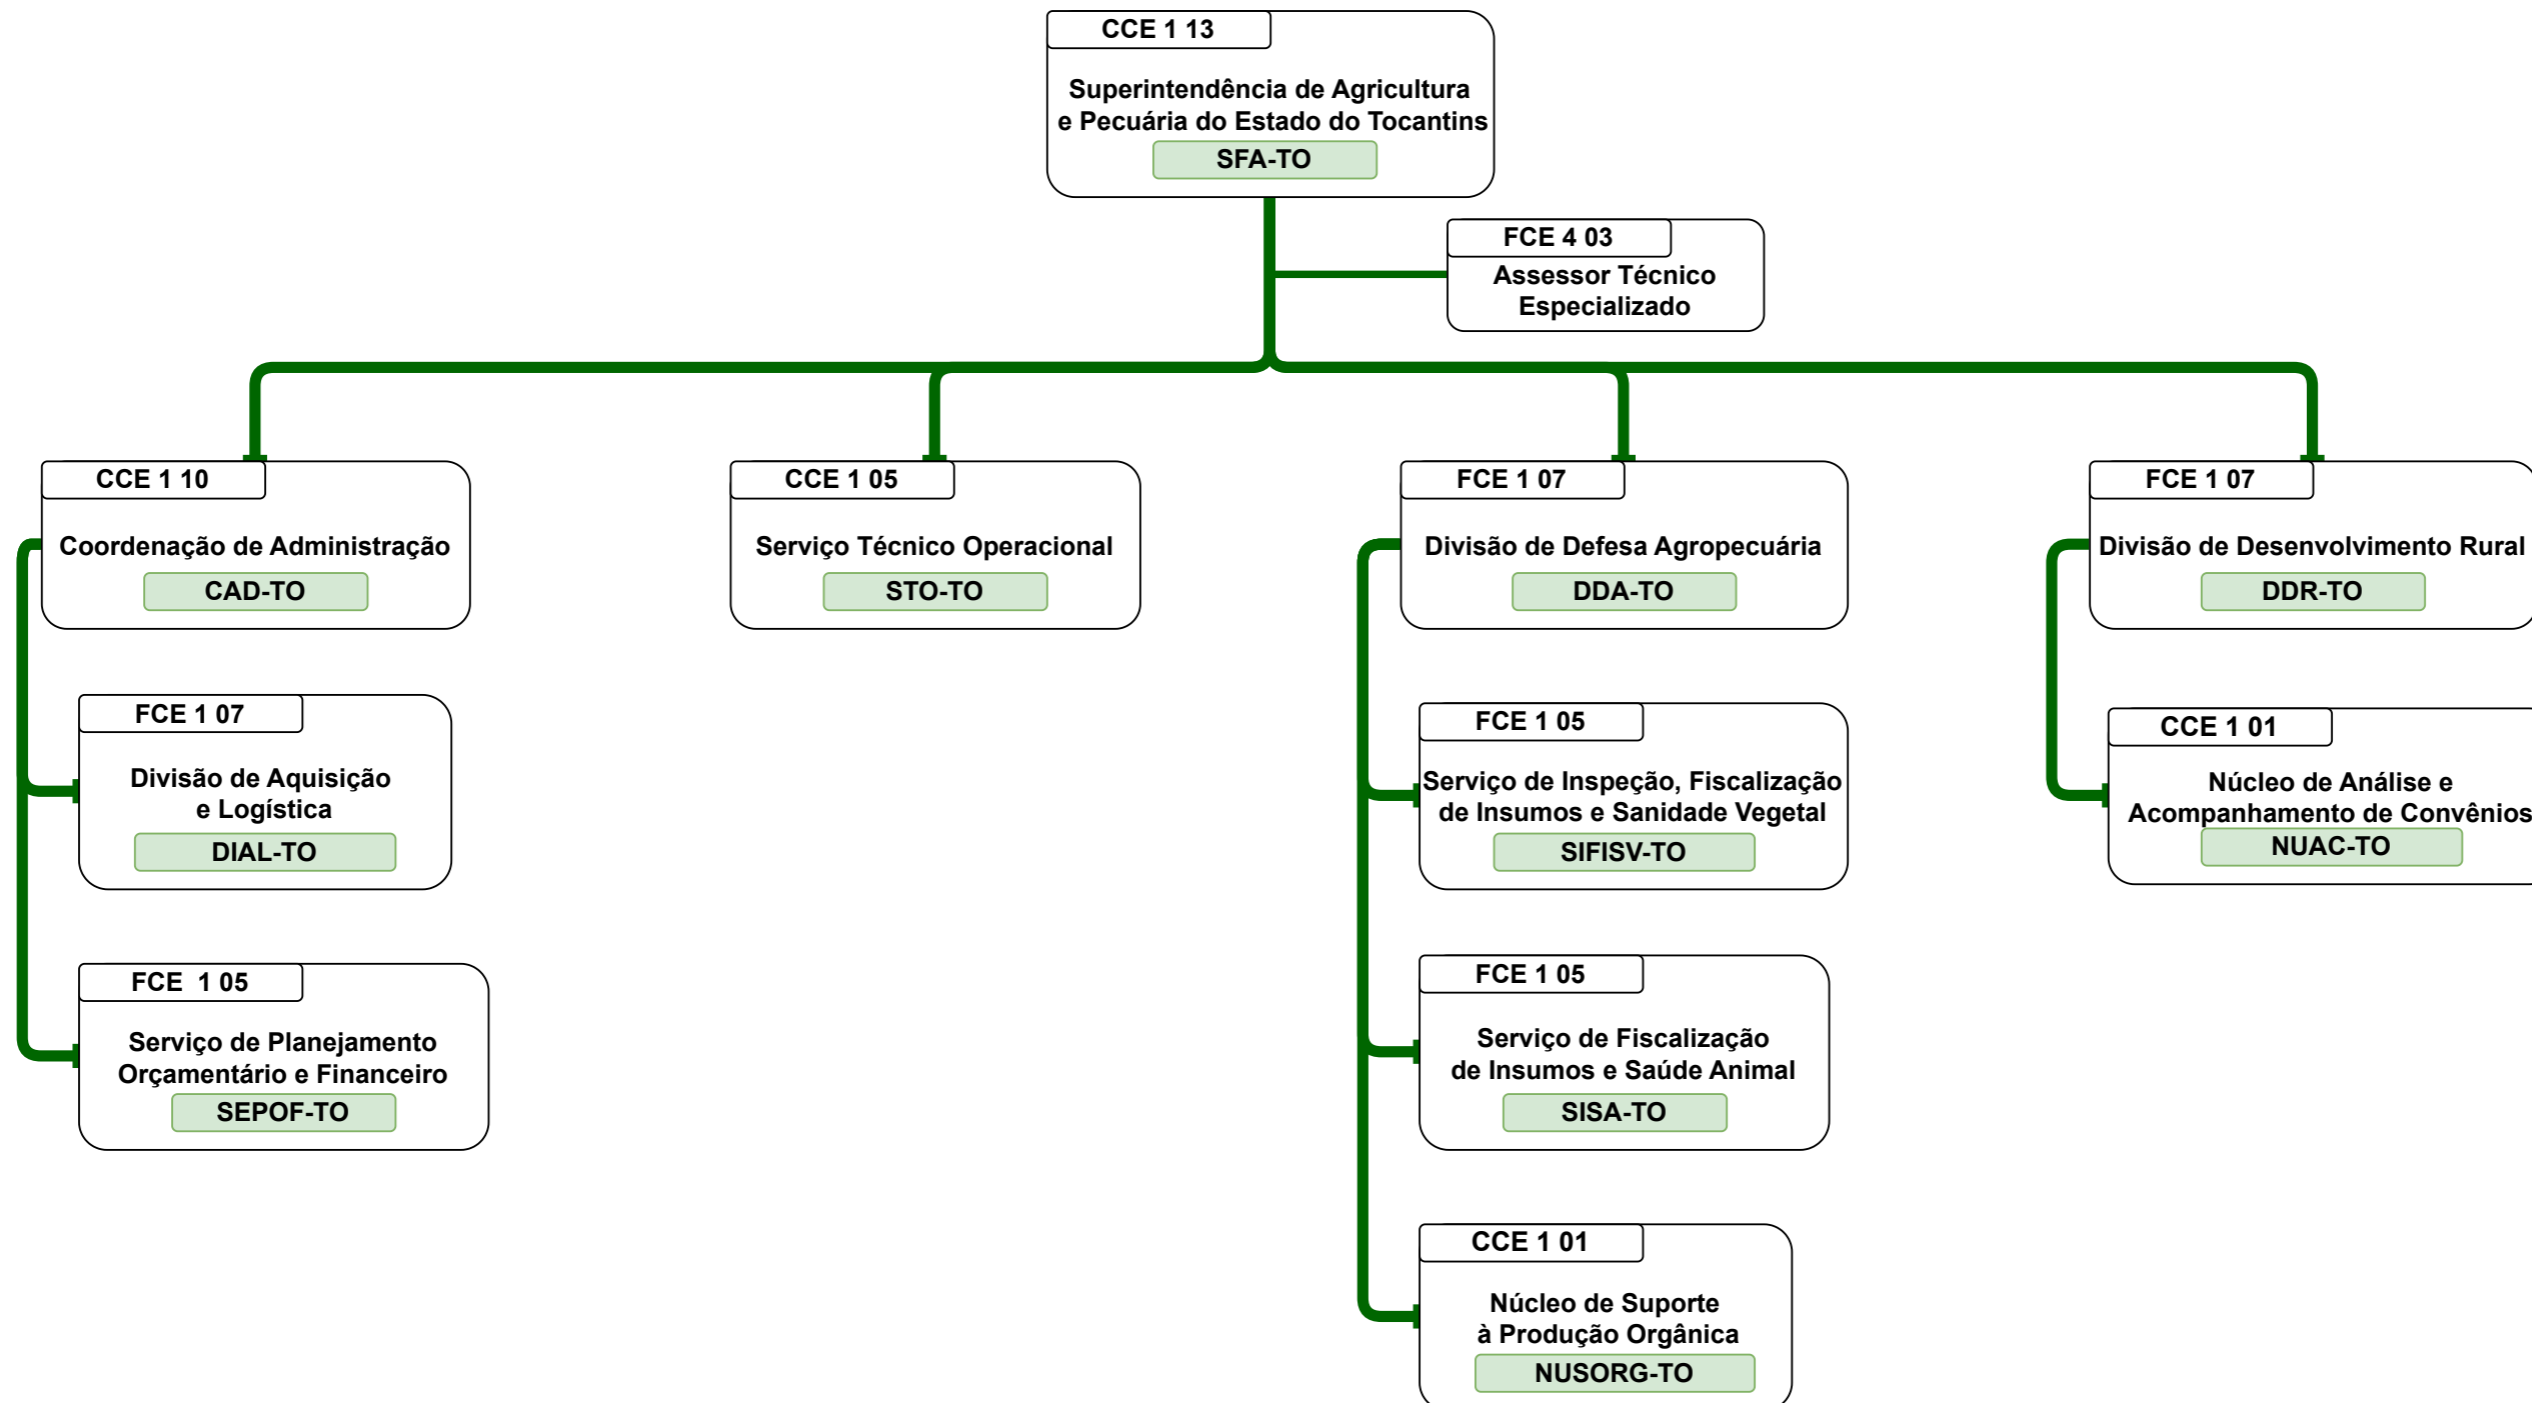 CCE 1 13
Superintendência de Agricultura
e Pecuária do Estado do Tocantins
SFA-TO
FCE 4 03
Assessor Técnico
Especializado
CCE 1 10
Coordenação de Administração
CAD-TO
CCE 1 05
Serviço Técnico Operacional
STO-TO
FCE 1 07
Divisão de Defesa Agropecuária
DDA-TO
FCE 1 07
Divisão de Desenvolvimento Rural
DDR-TO
FCE 1 07
Divisão de Aquisição
e Logística
DIAL-TO
FCE 1 05
Serviço de Inspeção, Fiscalização
de Insumos e Sanidade Vegetal
SIFISV-TO
CCE 1 01
Núcleo de Análise e
Acompanhamento de Convênios
NUAC-TO
FCE  1 05
Serviço de Planejamento
Orçamentário e Financeiro
SEPOF-TO
FCE 1 05
Serviço de Fiscalização
de Insumos e Saúde Animal
SISA-TO
CCE 1 01
Núcleo de Suporte
à Produção Orgânica
NUSORG-TO